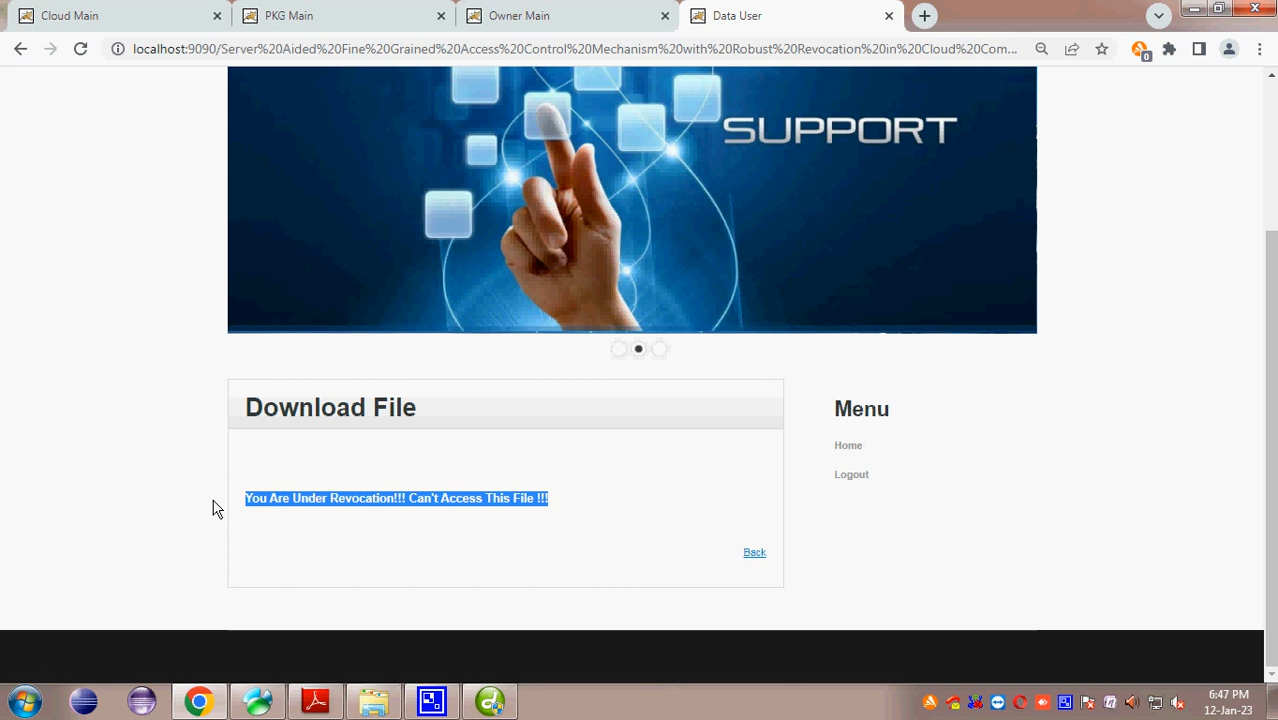 Cloud Main
PKG Main
Owner Main
Data User
localhost:9090/Server%20Aided%20Fine%20Grained%20Access%20Control%20Mechanism%20with%20Robust%20Revocation%20in%20Cloud%20Com...
0
SUPPORT
Download File
You Are Under Revocation!!! Can't Access This File !!!
Back
Menu
Home
Logout
6:47 PM
12-Jan-23